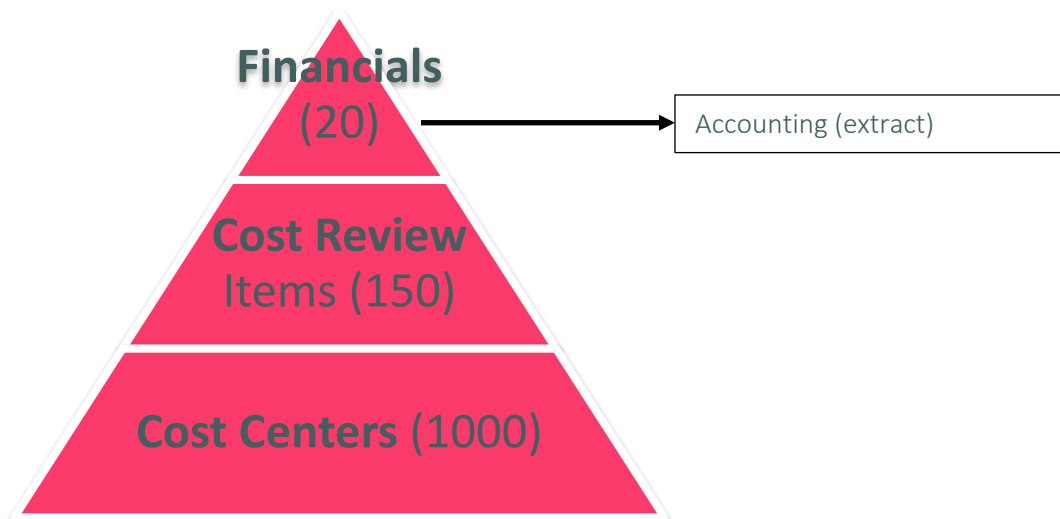 Financials
(20)
Accounting (extract)
Cost Review
Items (150)
Cost Centers (1000)